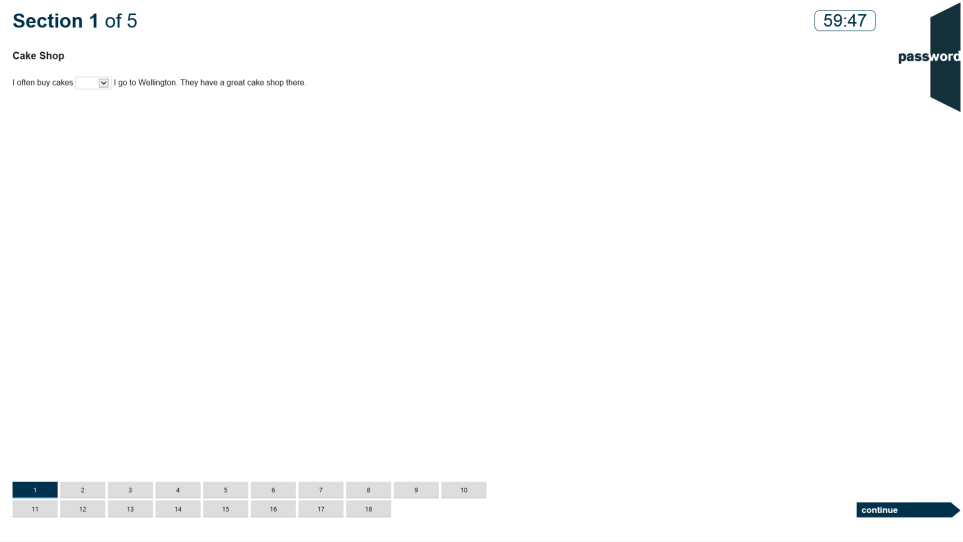 Section 1 of 5
59:47
Cake Shop
password
I often buy cakes I go to Wellington. They have a great cake shop there.
1 2 3 4 5 6 7 8 9 10
11 12 13 14 15 16 17 18
continue